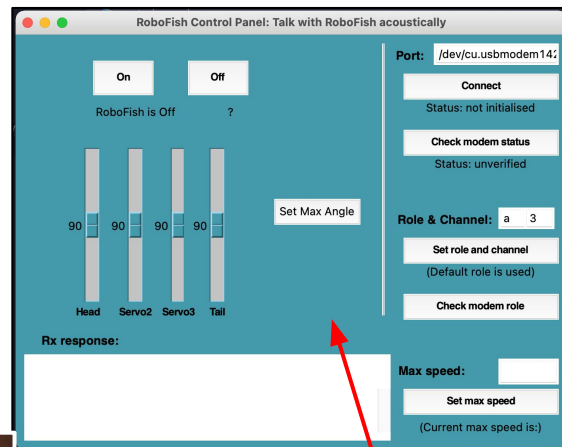 RoboFish Control Panel: Talk with RoboFish acoustically
On Off
RoboFish is Off ?
90 90 90 90
Head Servo2 Servo3 Tail
Set Max Angle
Rx response:
Port: /dev/cu.usbmodem142
Connect
Status: not initialised
Check modem status
Status: unverified
Role & Channel: a 3
Set role and channel
(Default role is used)
Check modem role
Max speed:
Set max speed
(Current max speed is:)